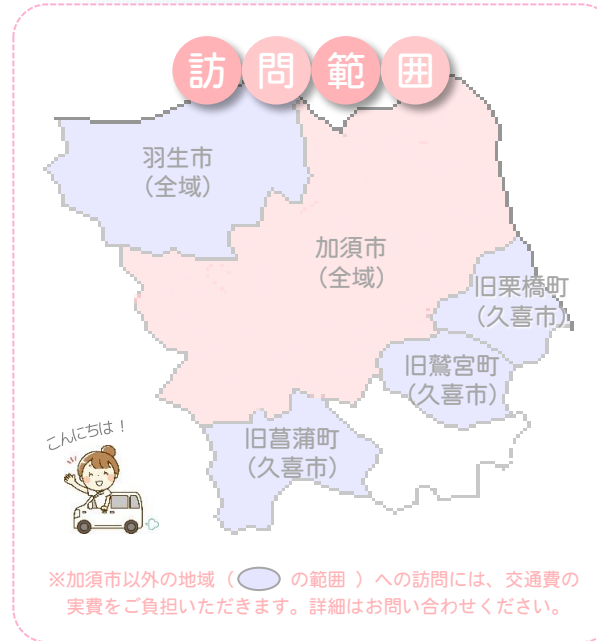 訪問範囲
羽生市
（全域）
加須市
（全域）
旧栗橋町
（久喜市）
旧鷲宮町
（久喜市）
旧菖蒲町
（久喜市）
こんにちは！
※加須市以外の地域（ の範囲 ）への訪問には、交通費の
実費をご負担いただきます。詳細はお問い合わせください。